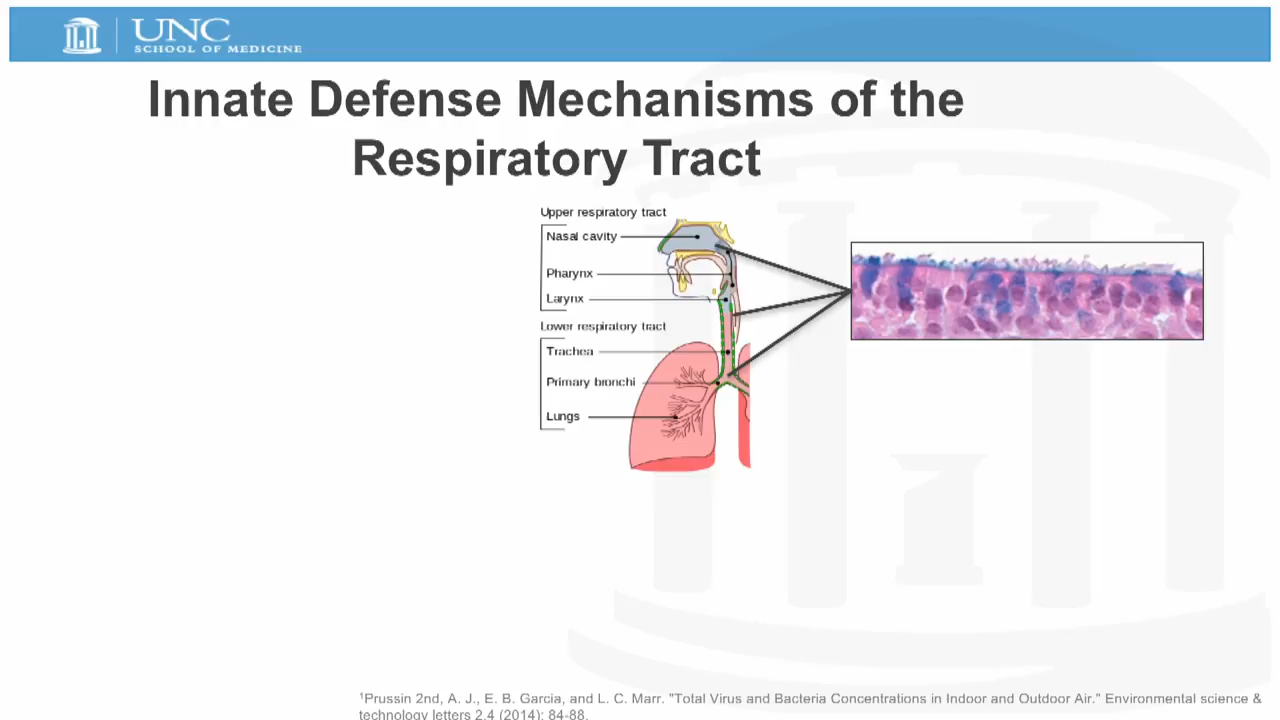 UNC
SCHOOL OF MEDICINE
Innate Defense Mechanisms of the
Respiratory Tract
Upper respiratory tract
Nasal cavity
Pharynx
Larynx
Lower respiratory tract
Trachea
Primary bronchi
Lungs
¹Prussin 2nd, A. J., E. B. Garcia, and L. C. Marr. "Total Virus and Bacteria Concentrations in Indoor and Outdoor Air." Environmental science &
technology letters 2.4 (2014): 84-88.